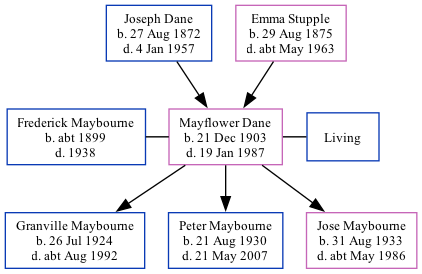 Joseph Dane
b. 27 Aug 1872
d. 4 Jan 1957
Emma Stupple
b. 29 Aug 1875
d. abt May 1963
Frederick Maybourne
b. abt 1899
d. 1938
Mayflower Dane
b. 21 Dec 1903
d. 19 Jan 1987
Living
Granville Maybourne
b. 26 Jul 1924
d. abt Aug 1992
Peter Maybourne
b. 21 Aug 1930
d. 21 May 2007
Jose Maybourne
b. 31 Aug 1933
d. abt May 1986